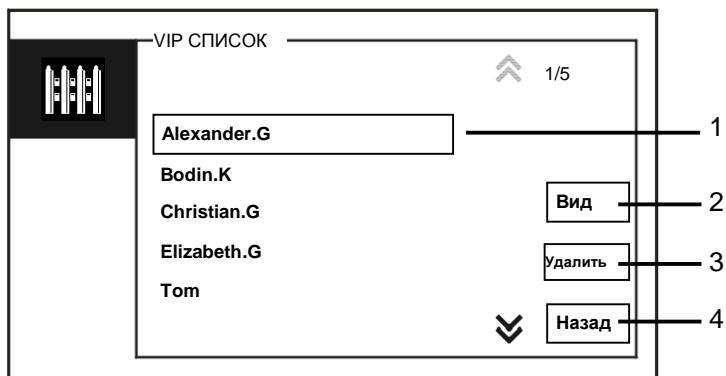 VIP СПИСОК
1/5
Alexander.G
1
Bodin.K
Вид
2
Christian.G
Elizabeth.G
Удалить
3
Tom
Назад
4